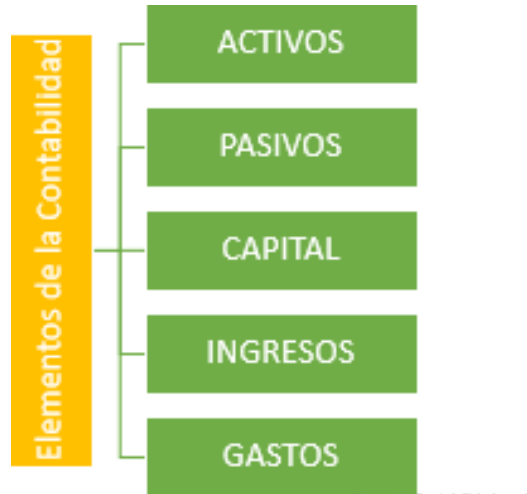 Elementos de la Contabilidad
ACTIVOS
PASIVOS
CAPITAL
INGRESOS
GASTOS